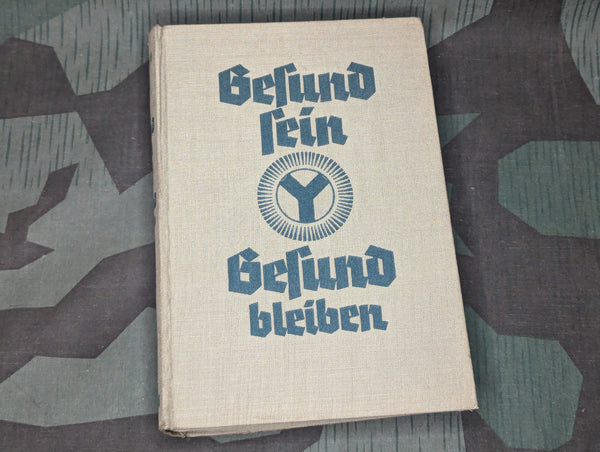 Geſund
ſein
Y
Geſund
bleiben